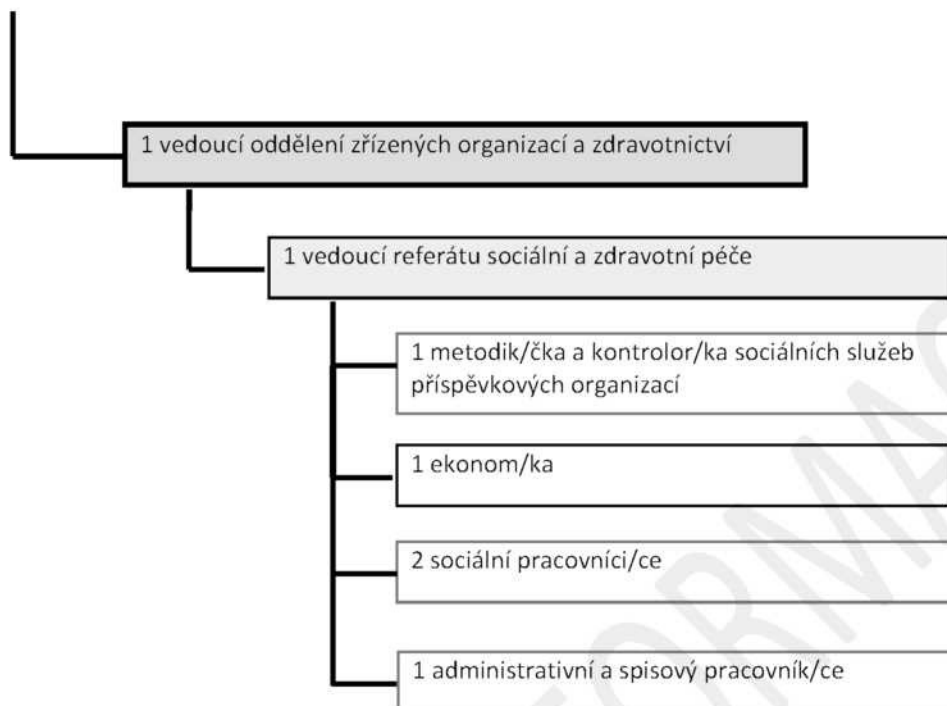 1 vedoucí oddělení zřízených organizací a zdravotnictví
1 vedoucí referátu sociální a zdravotní péče
1 metodik/čka a kontrolor/ka sociálních služeb
příspěvkových organizací
1 ekonom/ka
2 sociální pracovníci/ce
1 administrativní a spisový pracovník/ce